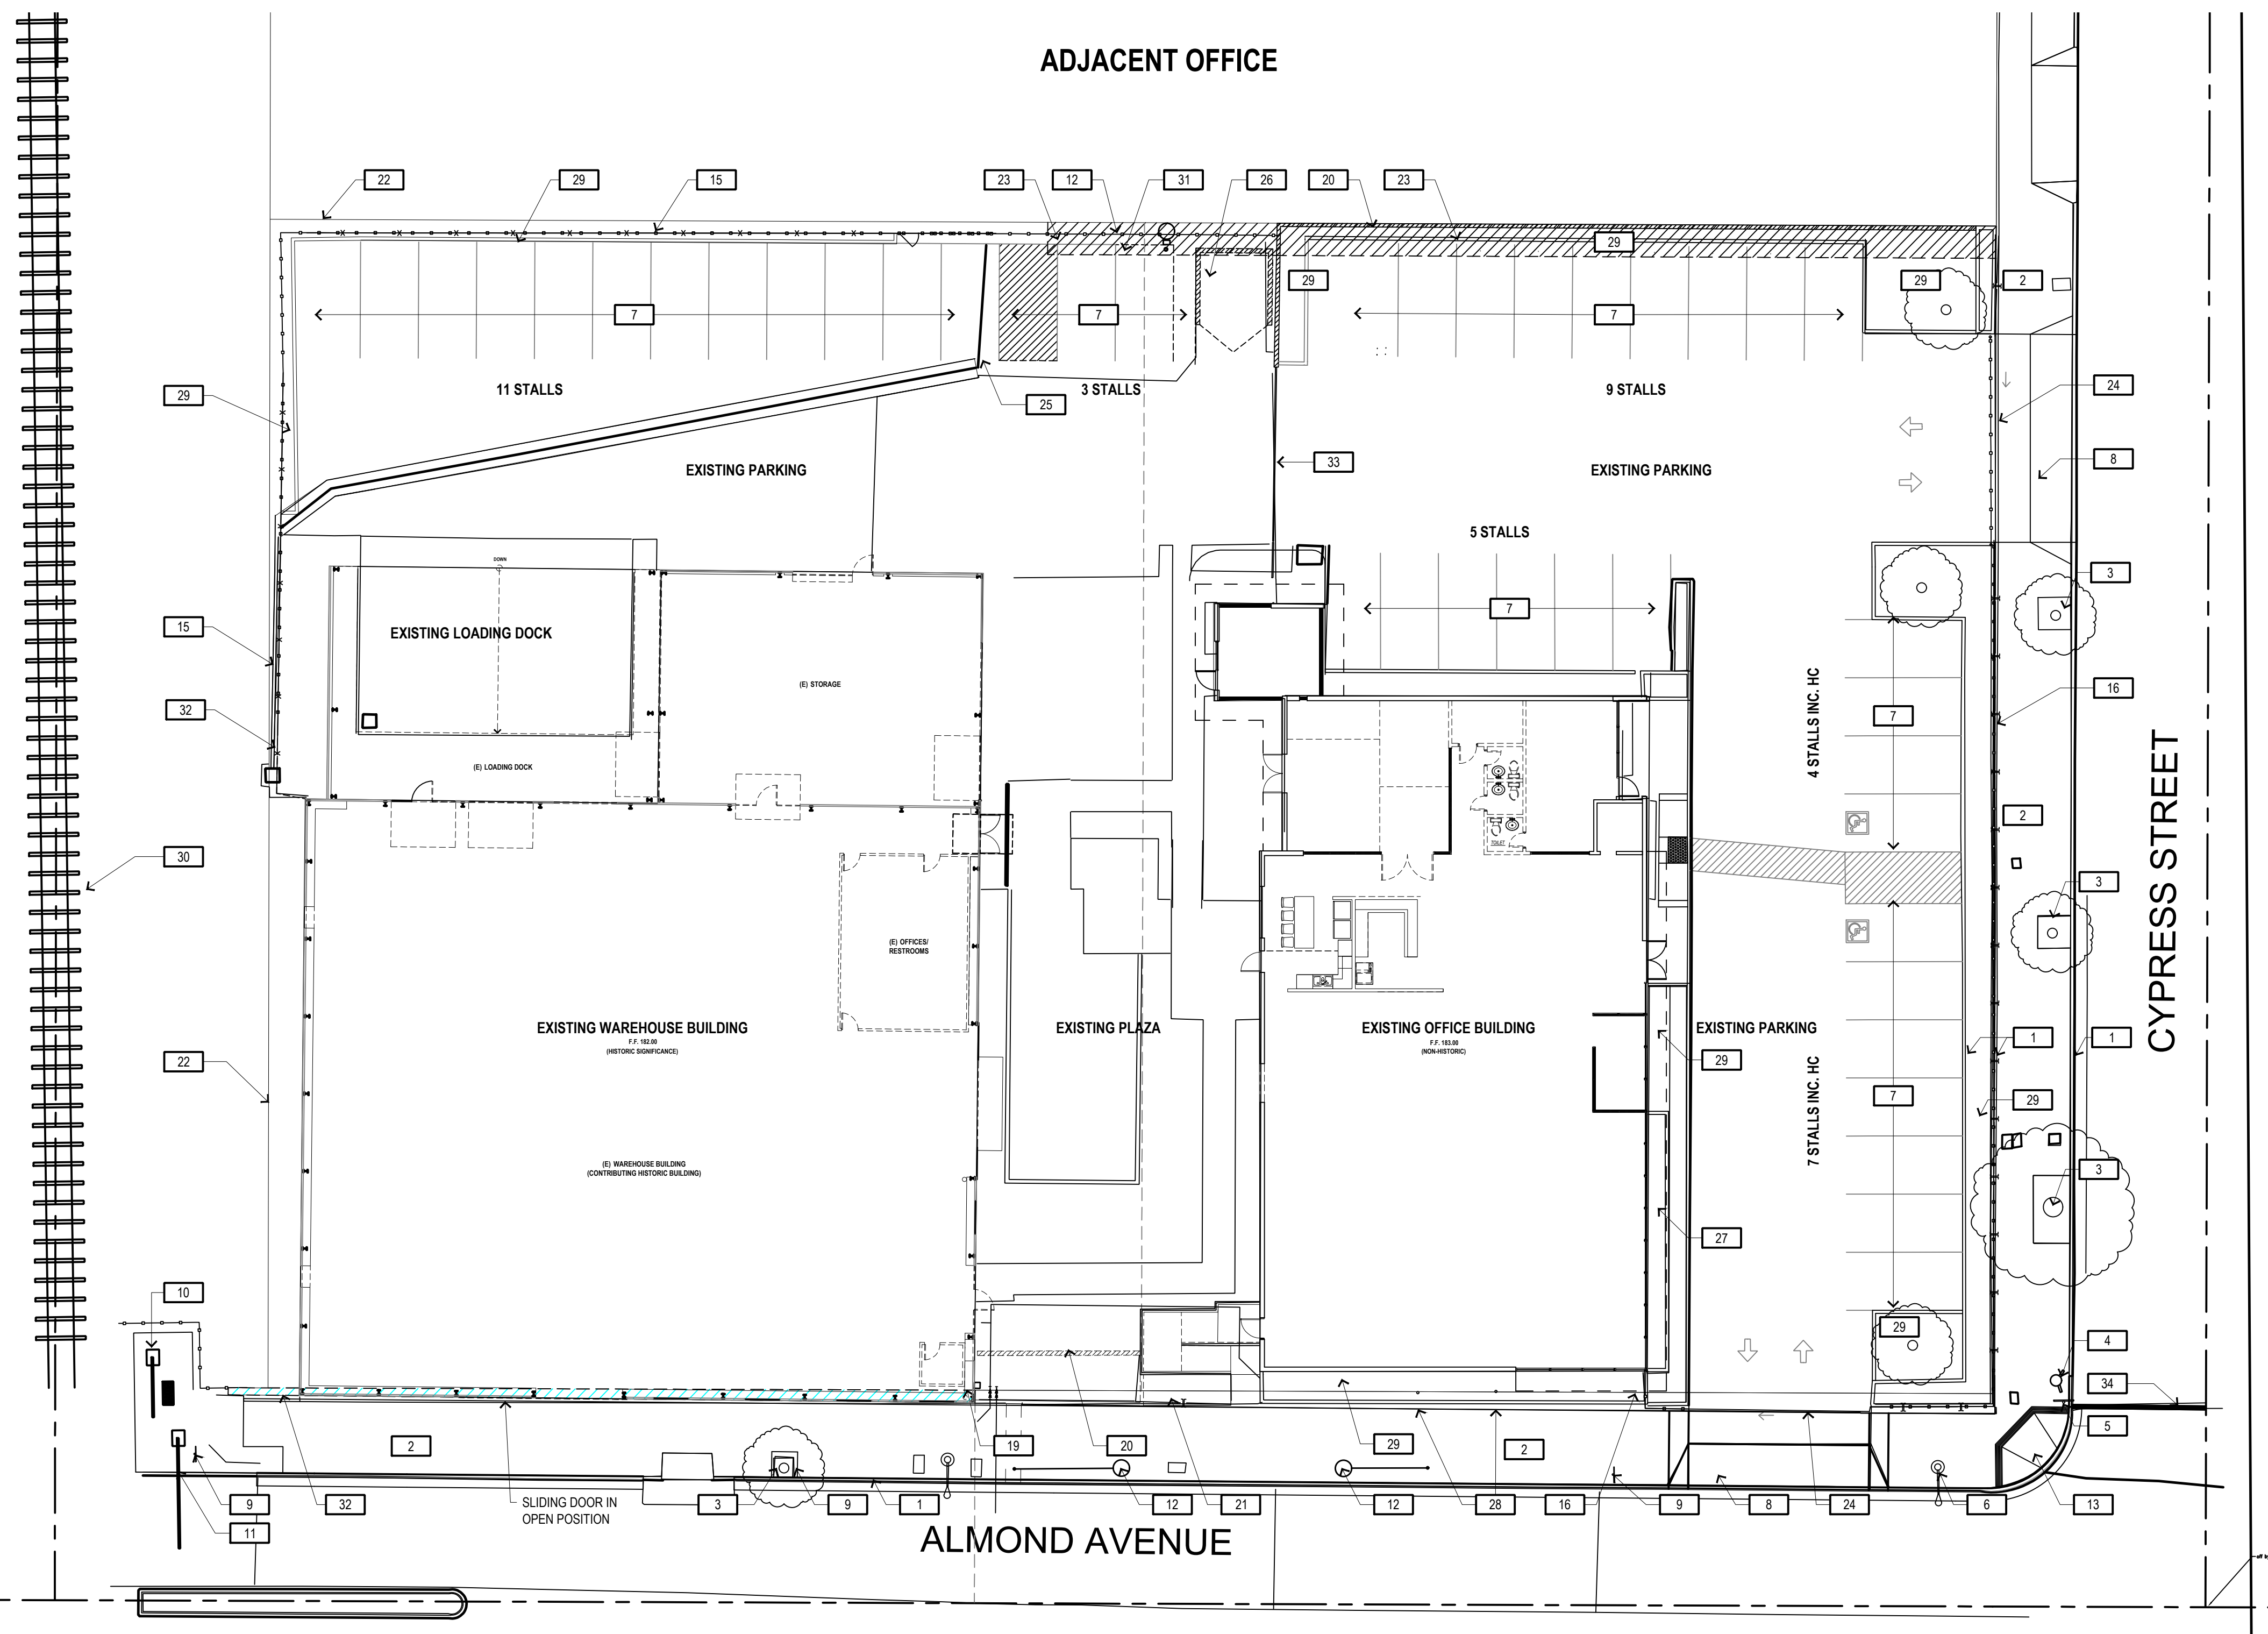 ADJACENT OFFICE
22
29
15
23
12
31
26
20
23
29
29
29
2
7
7
7
24
29
11 STALLS
3 STALLS
9 STALLS
25
8
33
EXISTING PARKING
EXISTING PARKING
5 STALLS
DOWN
3
7
15
EXISTING LOADING DOCK
(E) STORAGE
4 STALLS INC. HC
16
32
7
(E) LOADING DOCK
CYPRESS STREET
2
TOILET
30
3
(E) OFFICES/
RESTROOMS
EXISTING WAREHOUSE BUILDING
F.F. 182.00
(HISTORIC SIGNIFICANCE)
EXISTING PLAZA
EXISTING OFFICE BUILDING
F.F. 183.00
(NON-HISTORIC)
EXISTING PARKING
1
1
22
29
7
29
7 STALLS INC. HC
(E) WAREHOUSE BUILDING
(CONTRIBUTING HISTORIC BUILDING)
3
27
10
29
4
34
5
2
19
20
29
2
9
32
SLIDING DOOR IN
OPEN POSITION
3
9
1
12
21
12
28
16
9
8
24
6
13
11
ALMOND AVENUE